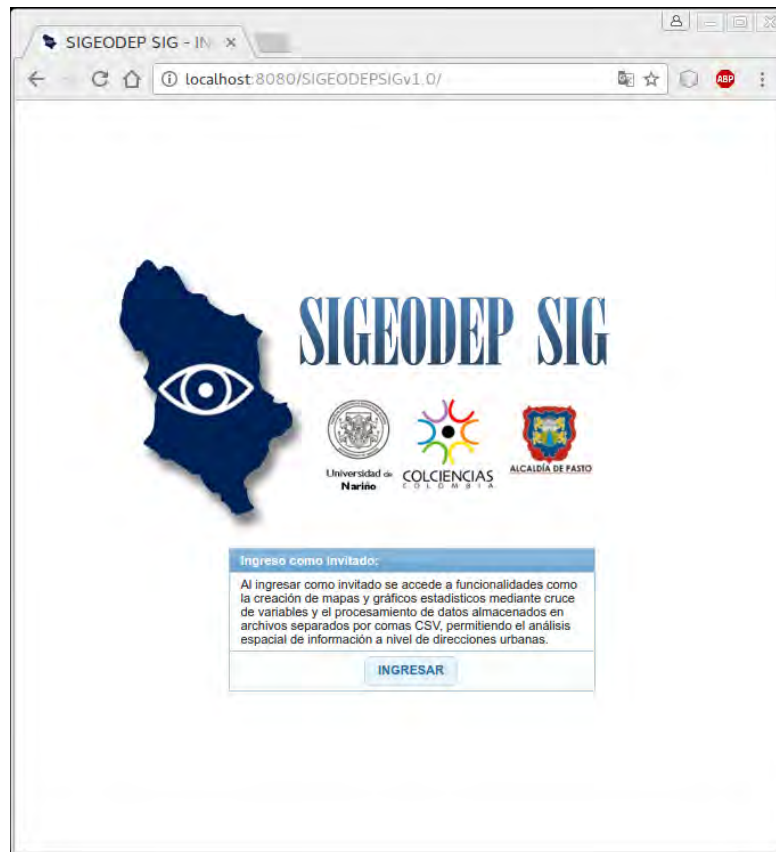 SIGEODEP SIG - IN
localhost:8080/SIGEODEPSIGv1.0/
ABP
SIGEODEP SIG
Universidad de
Nariño
COLCIENCIAS
COLOMBIA
ALCALDÍA DE PASTO
Ingreso como invitado:
Al ingresar como invitado se accede a funcionalidades como
la creación de mapas y gráficos estadísticos mediante cruce
de variables y el procesamiento de datos almacenados en
archivos separados por comas CSV, permitiendo el análisis
espacial de información a nivel de direcciones urbanas.
INGRESAR